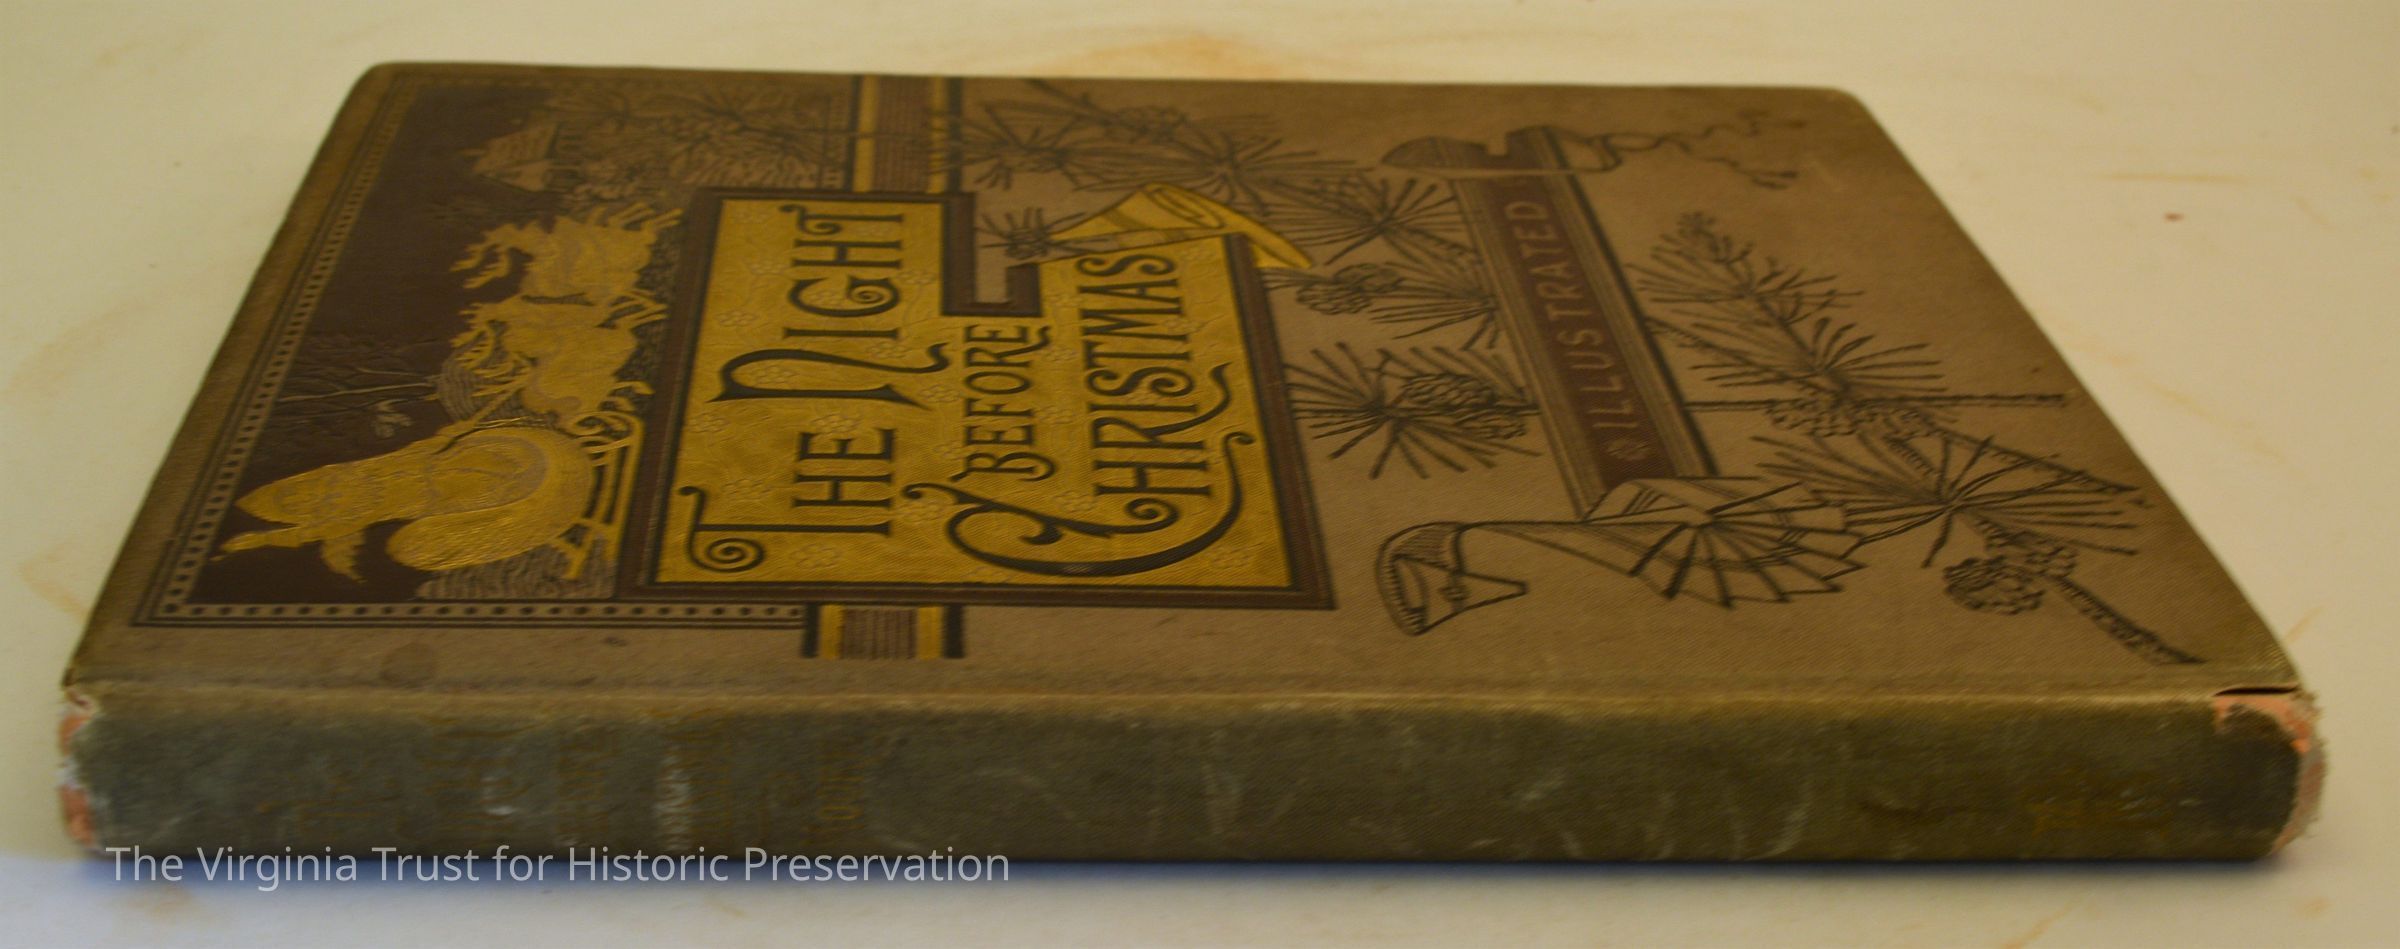 THE NIGHT
BEFORE
CHRISTMAS
ILLUSTRATED
The Virginia Trust for Historic Preservation